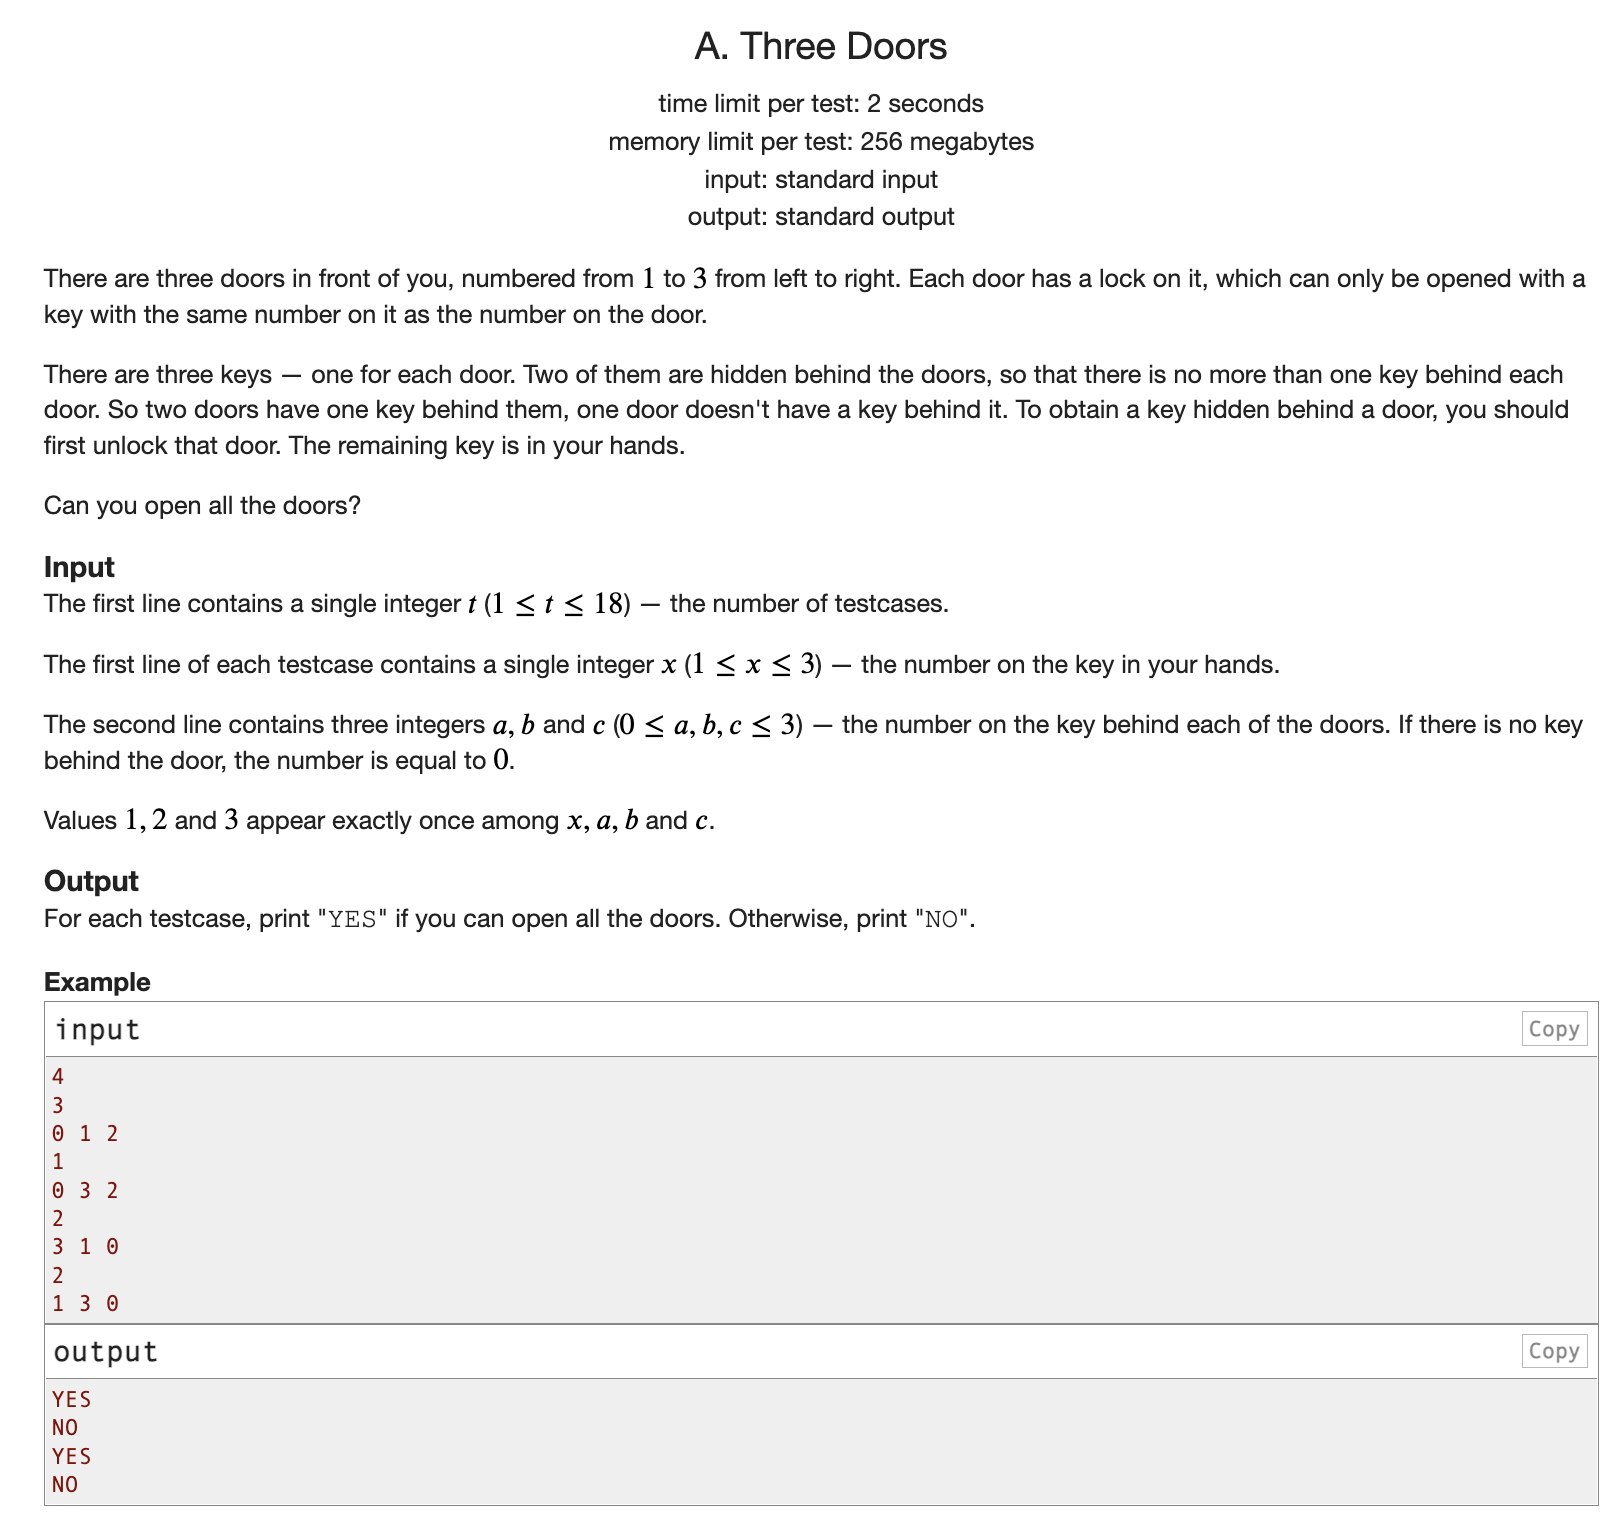 A. Three Doors
time limit per test: 2 seconds
memory limit per test: 256 megabytes
input: standard input
output: standard output
There are three doors in front of you, numbered from 1 to 3 from left to right. Each door has a lock on it, which can only be opened with a
key with the same number on it as the number on the door.
There are three keys — one for each door. Two of them are hidden behind the doors, so that there is no more than one key behind each
door. So two doors have one key behind them, one door doesn't have a key behind it. To obtain a key hidden behind a door, you should
first unlock that door. The remaining key is in your hands.
Can you open all the doors?
Input
The first line contains a single integer t (1 ≤ t ≤ 18) — the number of testcases.
The first line of each testcase contains a single integer x (1 ≤ x ≤ 3) — the number on the key in your hands.
The second line contains three integers a, b and c (0 ≤ a, b, c ≤ 3) — the number on the key behind each of the doors. If there is no key
behind the door, the number is equal to 0.
Values 1, 2 and 3 appear exactly once among x, a, b and c.
Output
For each testcase, print "YES" if you can open all the doors. Otherwise, print "NO".
Example
input Copy
4
3
0 1 2
1
0 3 2
2
3 1 0
2
1 3 0
output Copy
YES
NO
YES
NO